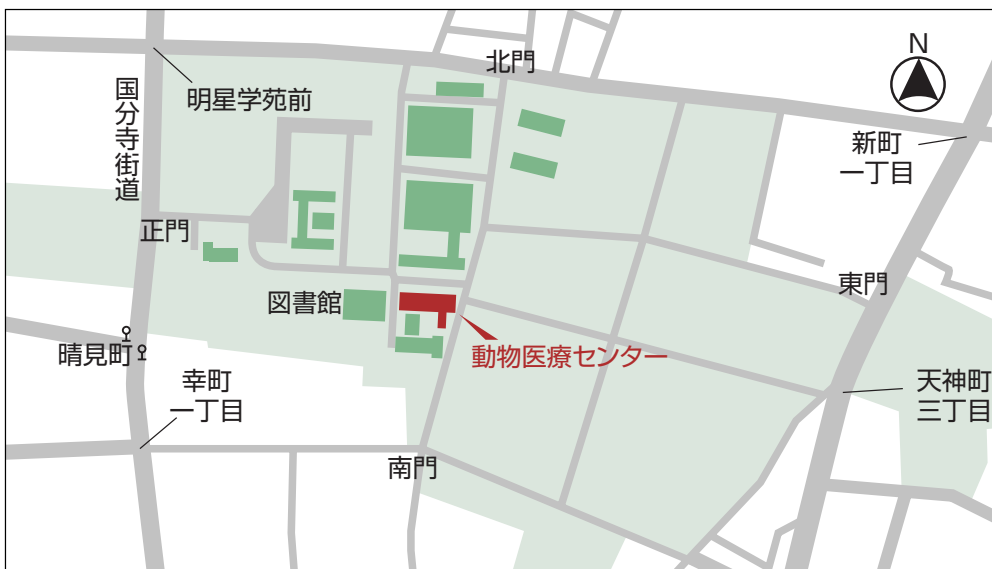 N
北門
明星学苑前
国分寺街道
新町
一丁目
正門
東門
図書館
晴見町
動物医療センター
幸町
一丁目
天神町
三丁目
南門